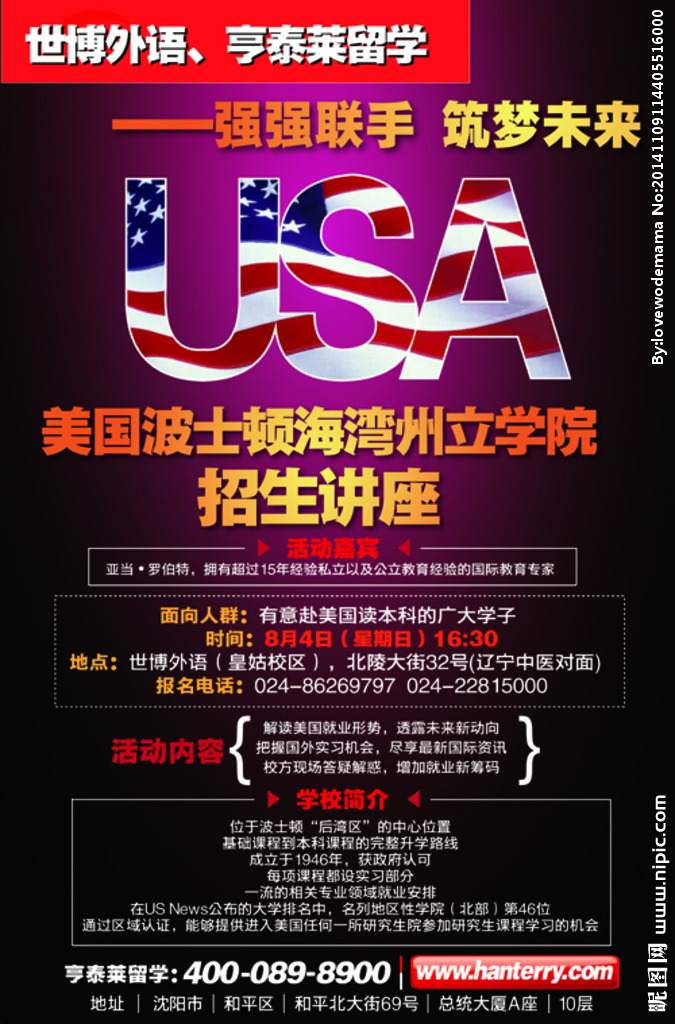 世博外语、亨泰莱留学
——强强联手 筑梦未来
USA
美国波士顿海湾州立学院
招生讲座
活动嘉宾
亚当·罗伯特，拥有超过15年经验私立以及公立教育经验的国际教育专家
面向人群：有意赴美国读本科的广大学子
时间：8月4日（星期日）16:30
地点：世博外语（皇姑校区），北陵大街32号(辽宁中医对面)
报名电话：024-86269797 024-22815000
活动内容
解读美国就业形势，透露未来新动向
把握国外实习机会，尽享最新国际资讯
校方现场答疑解惑，增加就业新筹码
学校简介
位于波士顿“后湾区”的中心位置
基础课程到本科课程的完整升学路线
成立于1946年，获政府认可
每项课程都设实习部分
一流的相关专业领域就业安排
在US News公布的大学排名中，名列地区性学院（北部）第46位
通过区域认证，能够提供进入美国任何一所研究生院参加研究生课程学习的机会
亨泰莱留学：400-089-8900 | www.hanterry.com
地址 | 沈阳市 | 和平区 | 和平北大街69号 | 总统大厦A座 | 10层
By:lovewodemama No:20141109114405516000
昵图网 www.nipic.com